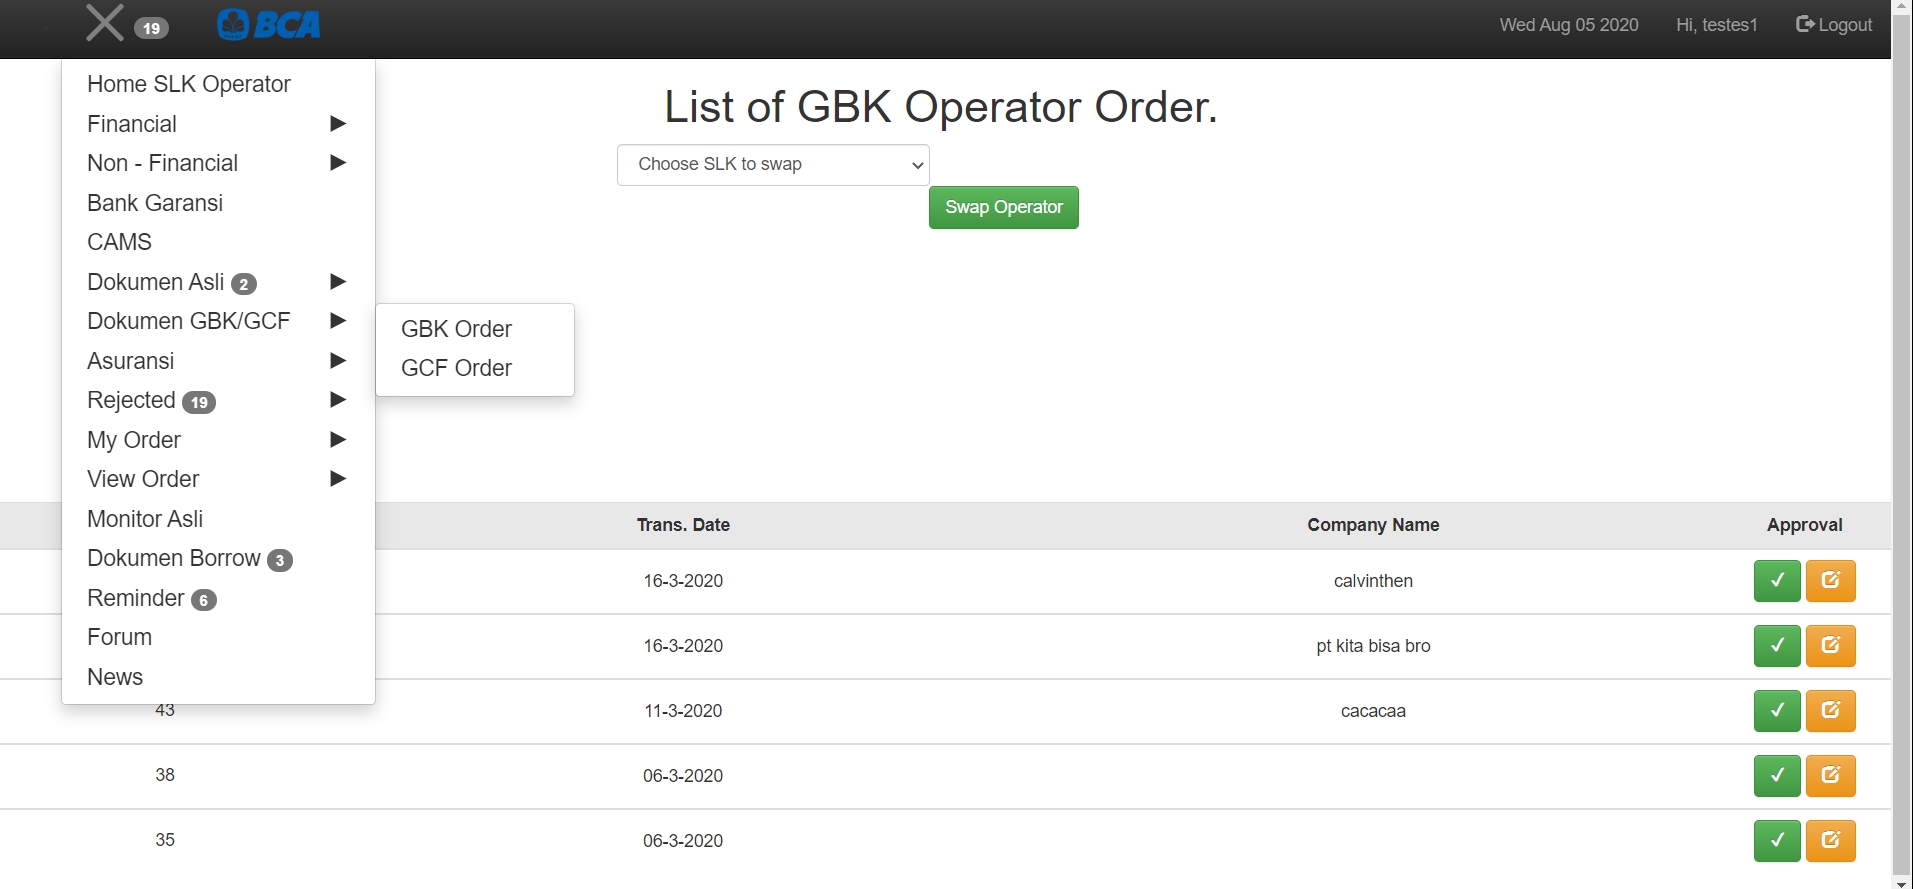 19 BCA Wed Aug 05 2020 Hi, testes1 Logout
Home SLK Operator
Financial
Non - Financial
Bank Garansi
CAMS
Dokumen Asli 2
Dokumen GBK/GCF
Asuransi
Rejected 19
My Order
View Order
Monitor Asli
Dokumen Borrow 3
Reminder 6
Forum
News
GBK Order
GCF Order
List of GBK Operator Order.
Choose SLK to swap
Swap Operator
Trans. Date Company Name Approval
16-3-2020 calvinthen
16-3-2020 pt kita bisa bro
43 11-3-2020 cacacaa
38 06-3-2020
35 06-3-2020